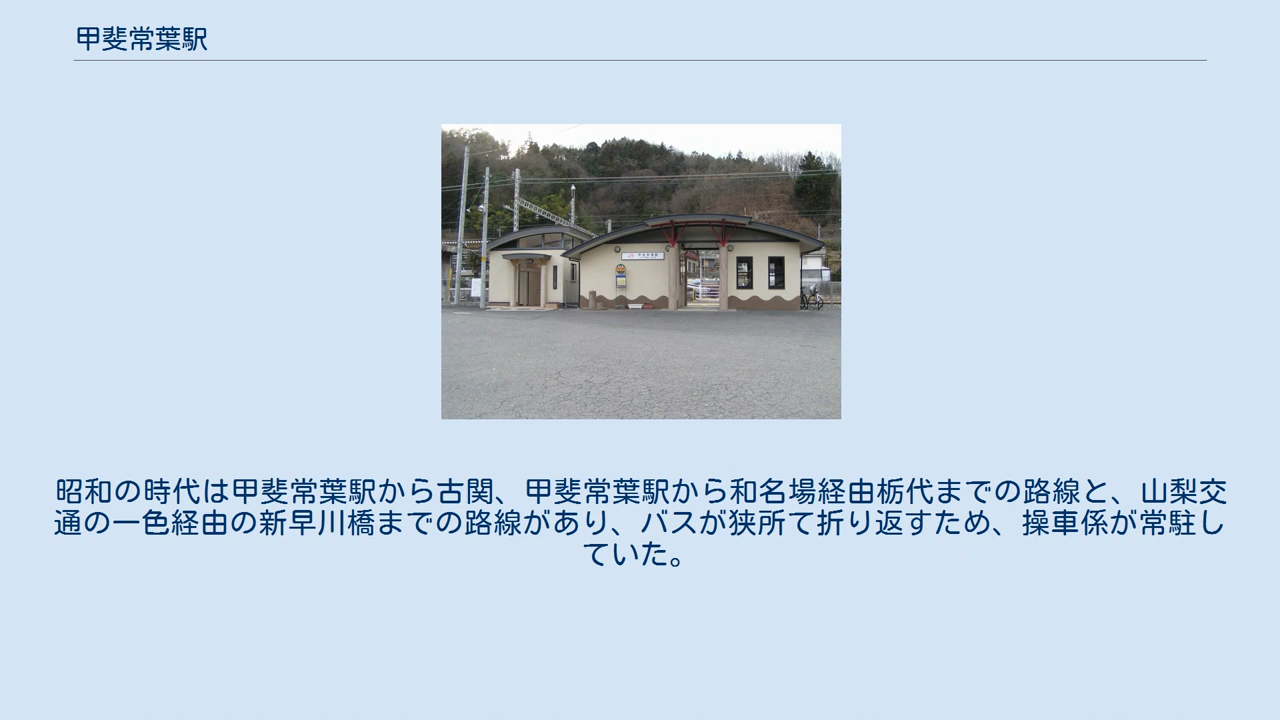 甲斐常葉駅
昭和の時代は甲斐常葉駅から古関、甲斐常葉駅から和名場経由栃代までの路線と、山梨交
通の一色経由の新早川橋までの路線があり、バスが狭所て折り返すため、操車係が常駐し
ていた。